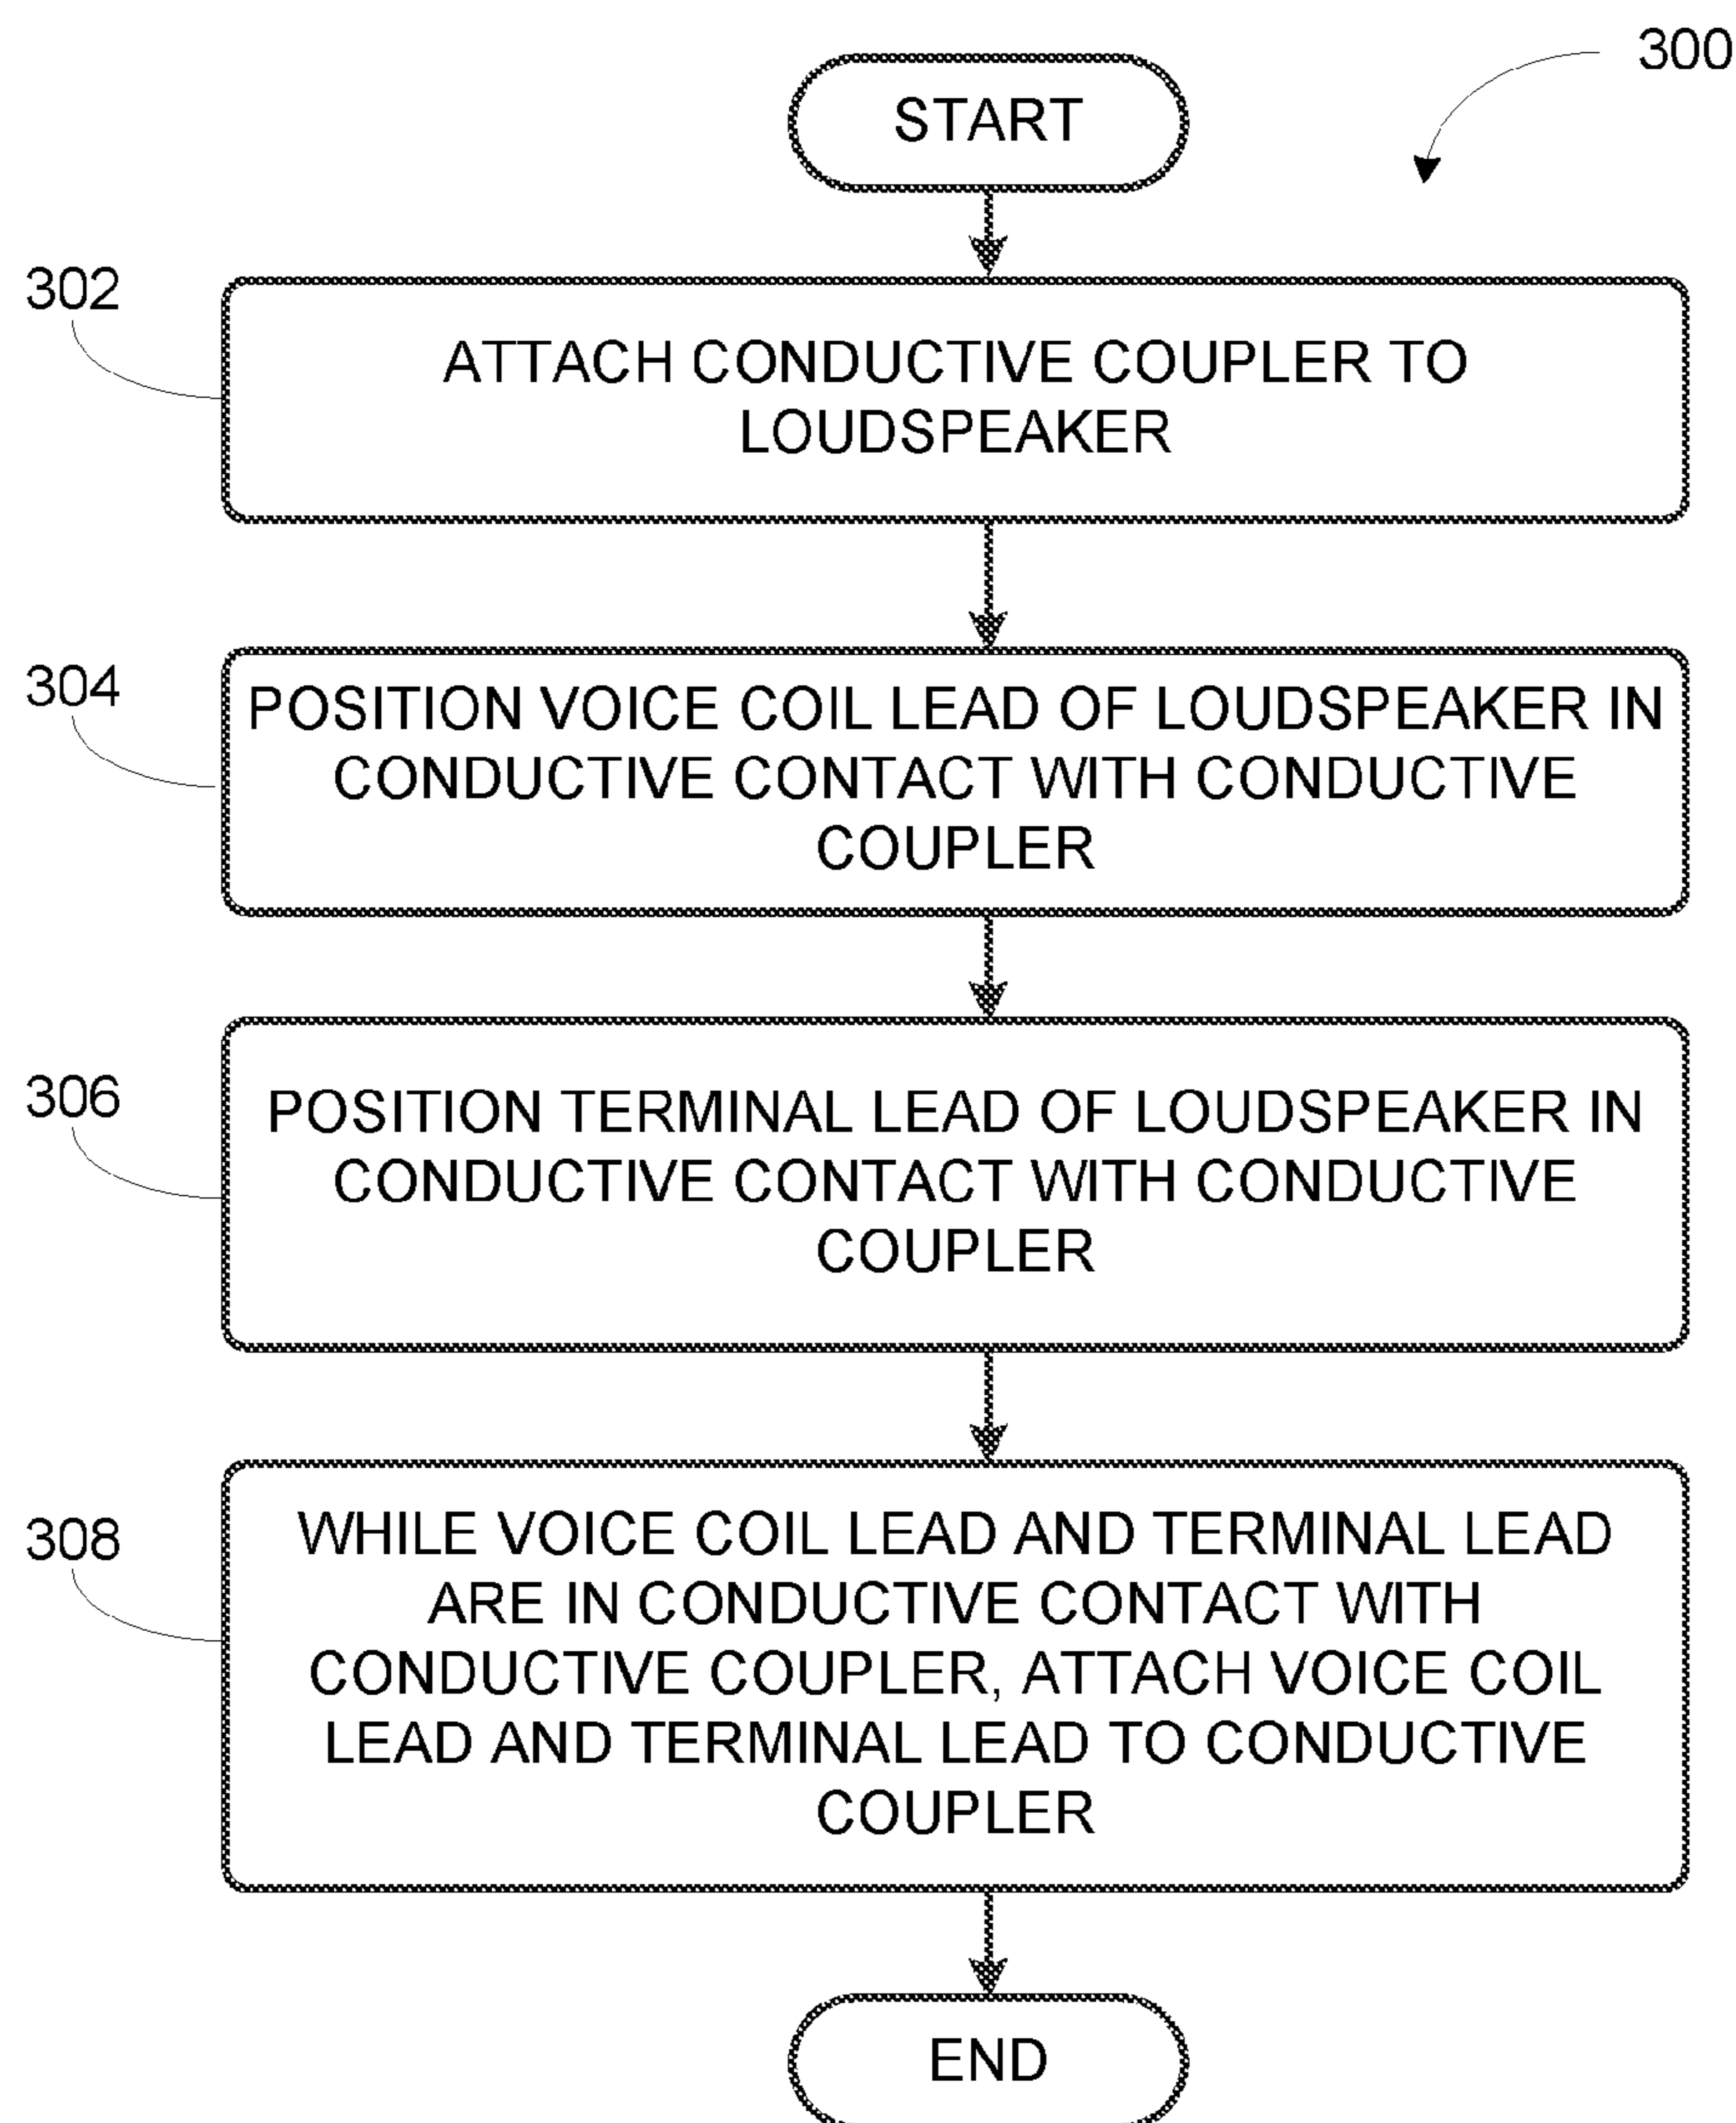 300
START
302
ATTACH CONDUCTIVE COUPLER TO
LOUDSPEAKER
304
POSITION VOICE COIL LEAD OF LOUDSPEAKER IN
CONDUCTIVE CONTACT WITH CONDUCTIVE
COUPLER
306
POSITION TERMINAL LEAD OF LOUDSPEAKER IN
CONDUCTIVE CONTACT WITH CONDUCTIVE
COUPLER
308
WHILE VOICE COIL LEAD AND TERMINAL LEAD
ARE IN CONDUCTIVE CONTACT WITH
CONDUCTIVE COUPLER, ATTACH VOICE COIL
LEAD AND TERMINAL LEAD TO CONDUCTIVE
COUPLER
END